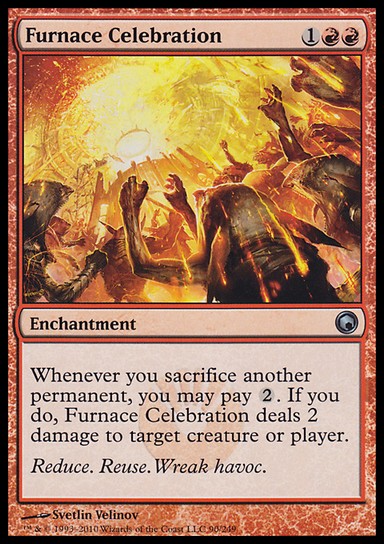 Furnace Celebration 1
Enchantment
Whenever you sacrifice another
permanent, you may pay 2. If you
do, Furnace Celebration deals 2
damage to target creature or player.
Reduce. Reuse. Wreak havoc.
Svetlin Velinov
™ & © 1993–2010 Wizards of the Coast LLC 90/249